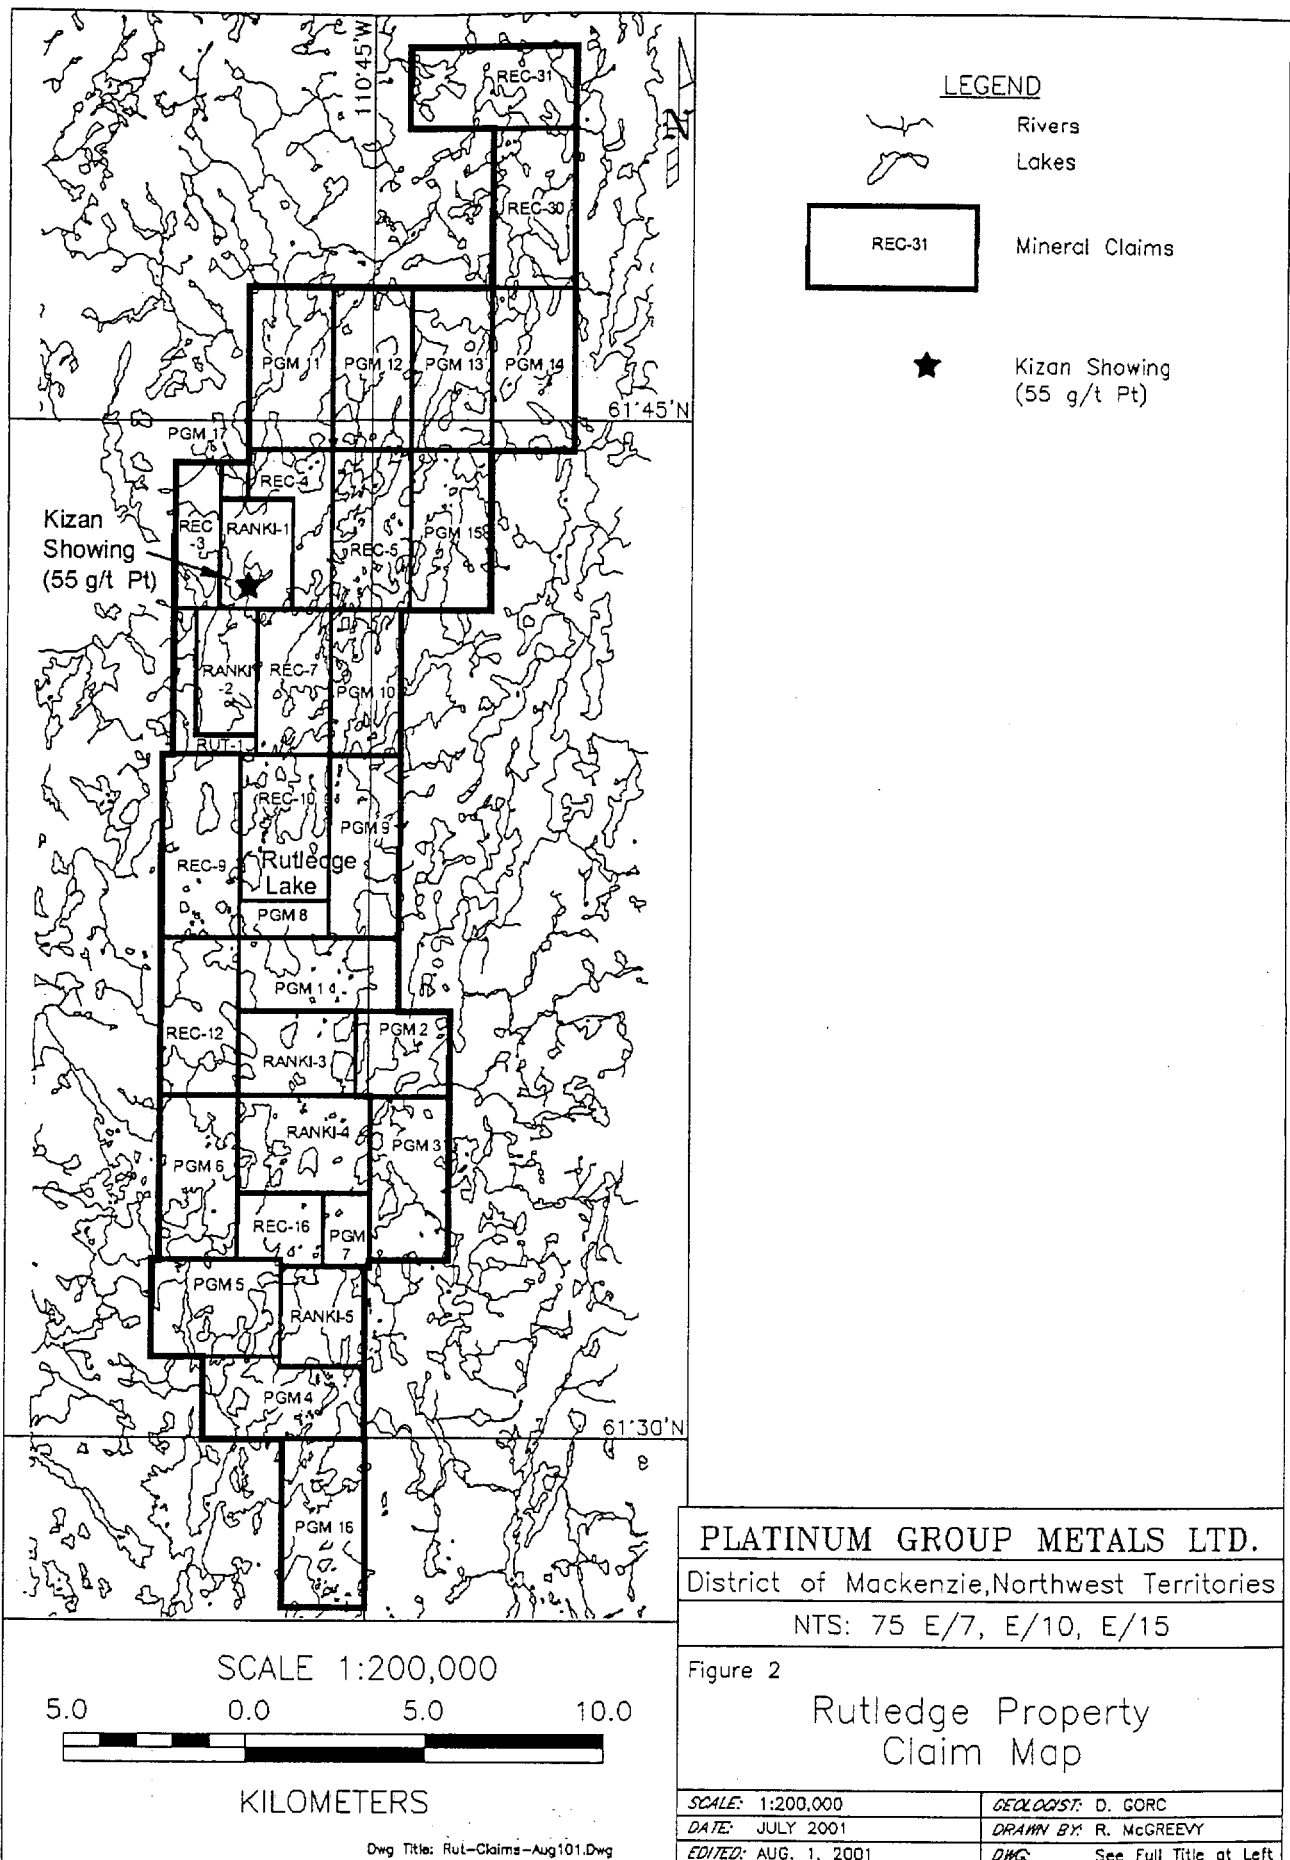 110°45'W
REC-31
N
REC-30
PGM 11
PGM 12
PGM 13
PGM 14
61°45'N
PGM 17
REC-4
REC
-3
RANKI-1
REC-5
PGM 15
Kizan
Showing
(55 g/t Pt)
RANKI
-2
REC-7
PGM 10
RUT-1
REC-10
PGM 9
REC-9
Rutledge
Lake
PGM 8
PGM 1
REC-12
PGM 2
RANKI-3
RANKI-4
PGM 3
PGM 6
REC-16
PGM
7
PGM 5
RANKI-5
PGM 4
61°30'N
PGM 16
LEGEND
Rivers
Lakes
REC-31
Mineral Claims
Kizan Showing
(55 g/t Pt)
SCALE 1:200,000
5.0 0.0 5.0 10.0
KILOMETERS
Dwg Title: Rut-Claims-Aug101.Dwg
PLATINUM GROUP METALS LTD.
District of Mackenzie,Northwest Territories
NTS: 75 E/7, E/10, E/15
Figure 2
Rutledge Property
Claim Map
SCALE: 1:200,000
GEOLOGIST: D. GORC
DATE: JULY 2001
DRAWN BY: R. McGREEVY
EDITED: AUG. 1, 2001
DWG: See Full Title at Left